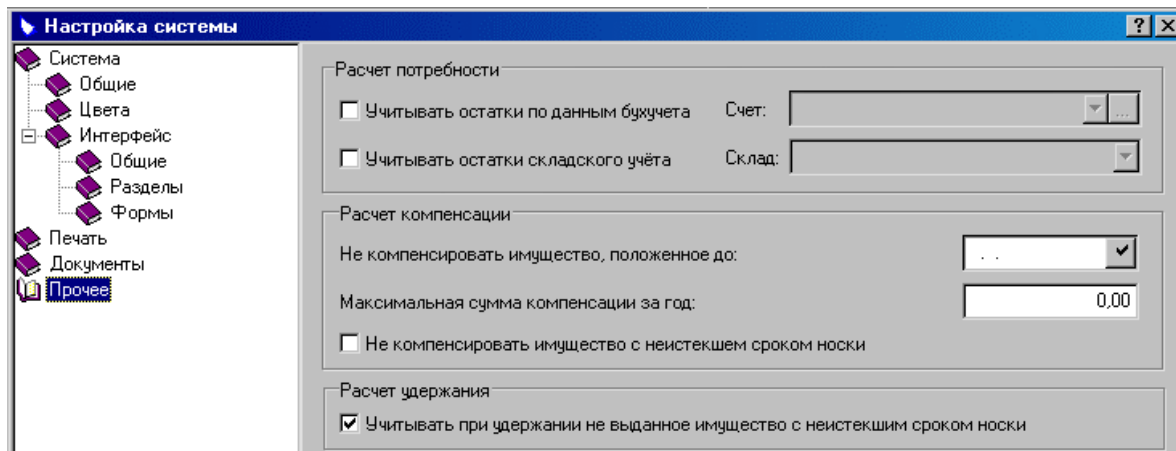 Настройка системы
Система
Общие
Цвета
Интерфейс
Общие
Разделы
Формы
Печать
Документы
Прочее
Расчет потребности
Учитывать остатки по данным бухучета Счет: ...
Учитывать остатки складского учёта Склад:
Расчет компенсации
Не компенсировать имущество, положенное до: . .
Максимальная сумма компенсации за год: 0,00
Не компенсировать имущество с неистекшем сроком носки
Расчет удержания
Учитывать при удержании не выданное имущество с неистекшим сроком носки